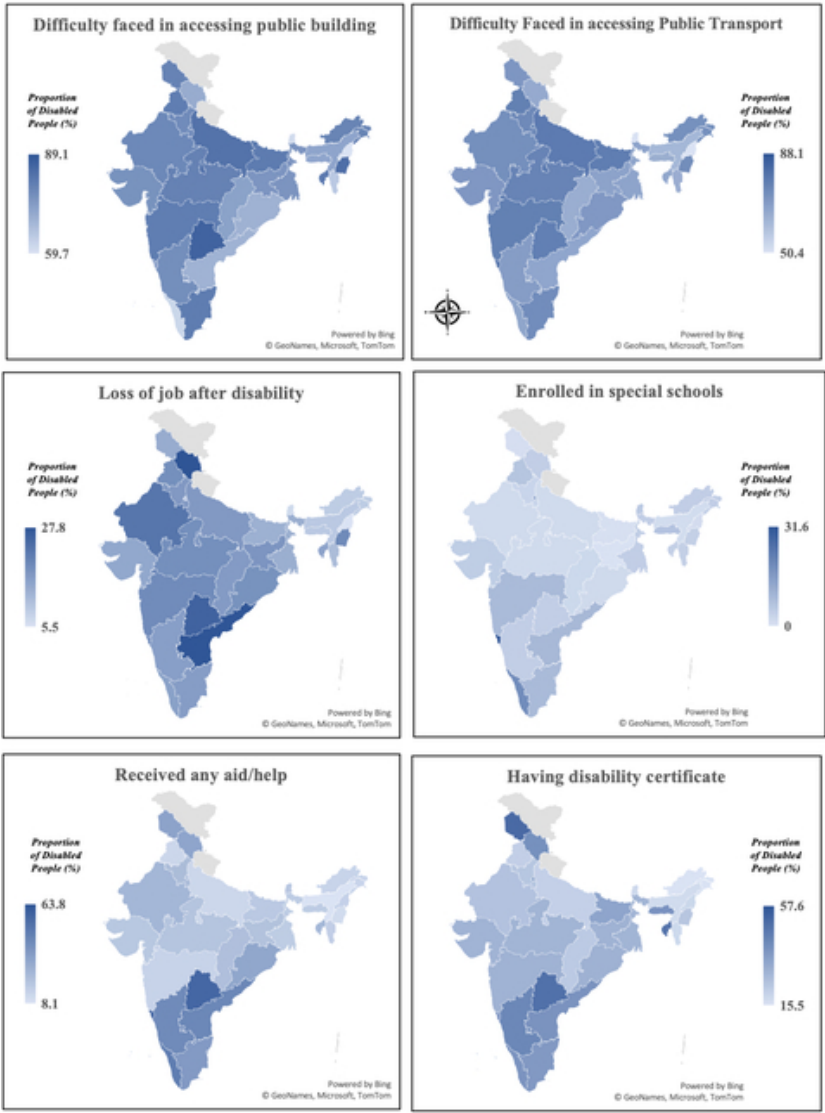 Difficulty faced in accessing public building
Proportion
of Disabled
People (%)
89.1
59.7
Powered by Bing
© GeoNames, Microsoft, TomTom
Difficulty Faced in accessing Public Transport
Proportion
of Disabled
People (%)
88.1
50.4
Powered by Bing
© GeoNames, Microsoft, TomTom
Loss of job after disability
Proportion
of Disabled
People (%)
27.8
5.5
Powered by Bing
© GeoNames, Microsoft, TomTom
Enrolled in special schools
Proportion
of Disabled
People (%)
31.6
0
Powered by Bing
© GeoNames, Microsoft, TomTom
Received any aid/help
Proportion
of Disabled
People (%)
63.8
8.1
Powered by Bing
© GeoNames, Microsoft, TomTom
Having disability certificate
Proportion
of Disabled
People (%)
57.6
15.5
Powered by Bing
© GeoNames, Microsoft, TomTom